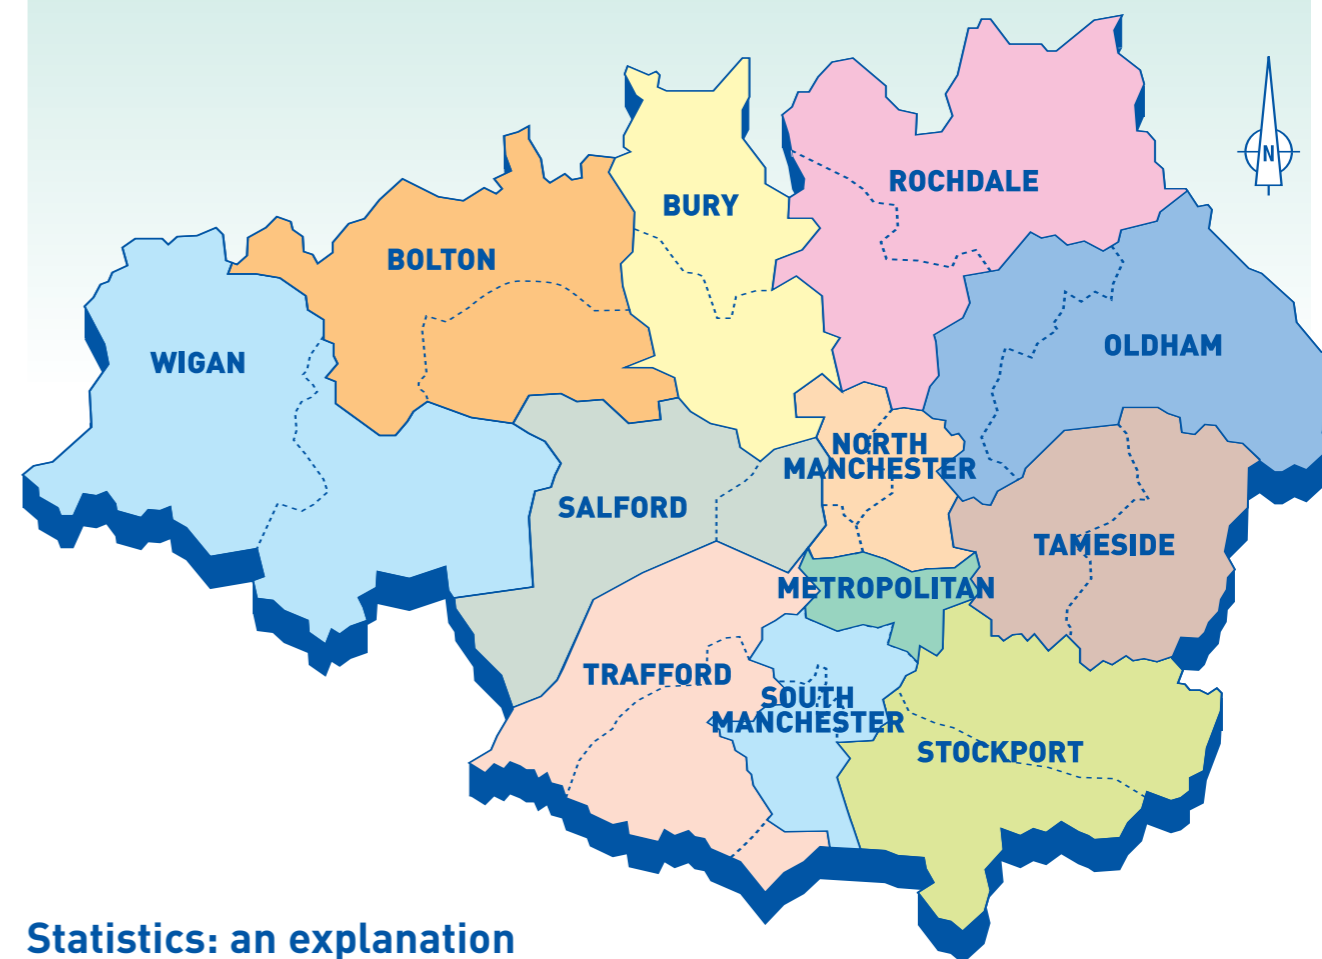 ROCHDALE
N
BURY
BOLTON
OLDHAM
WIGAN
NORTH
MANCHESTER
SALFORD
TAMESIDE
METROPOLITAN
TRAFFORD
SOUTH
MANCHESTER
STOCKPORT
Statistics: an explanation